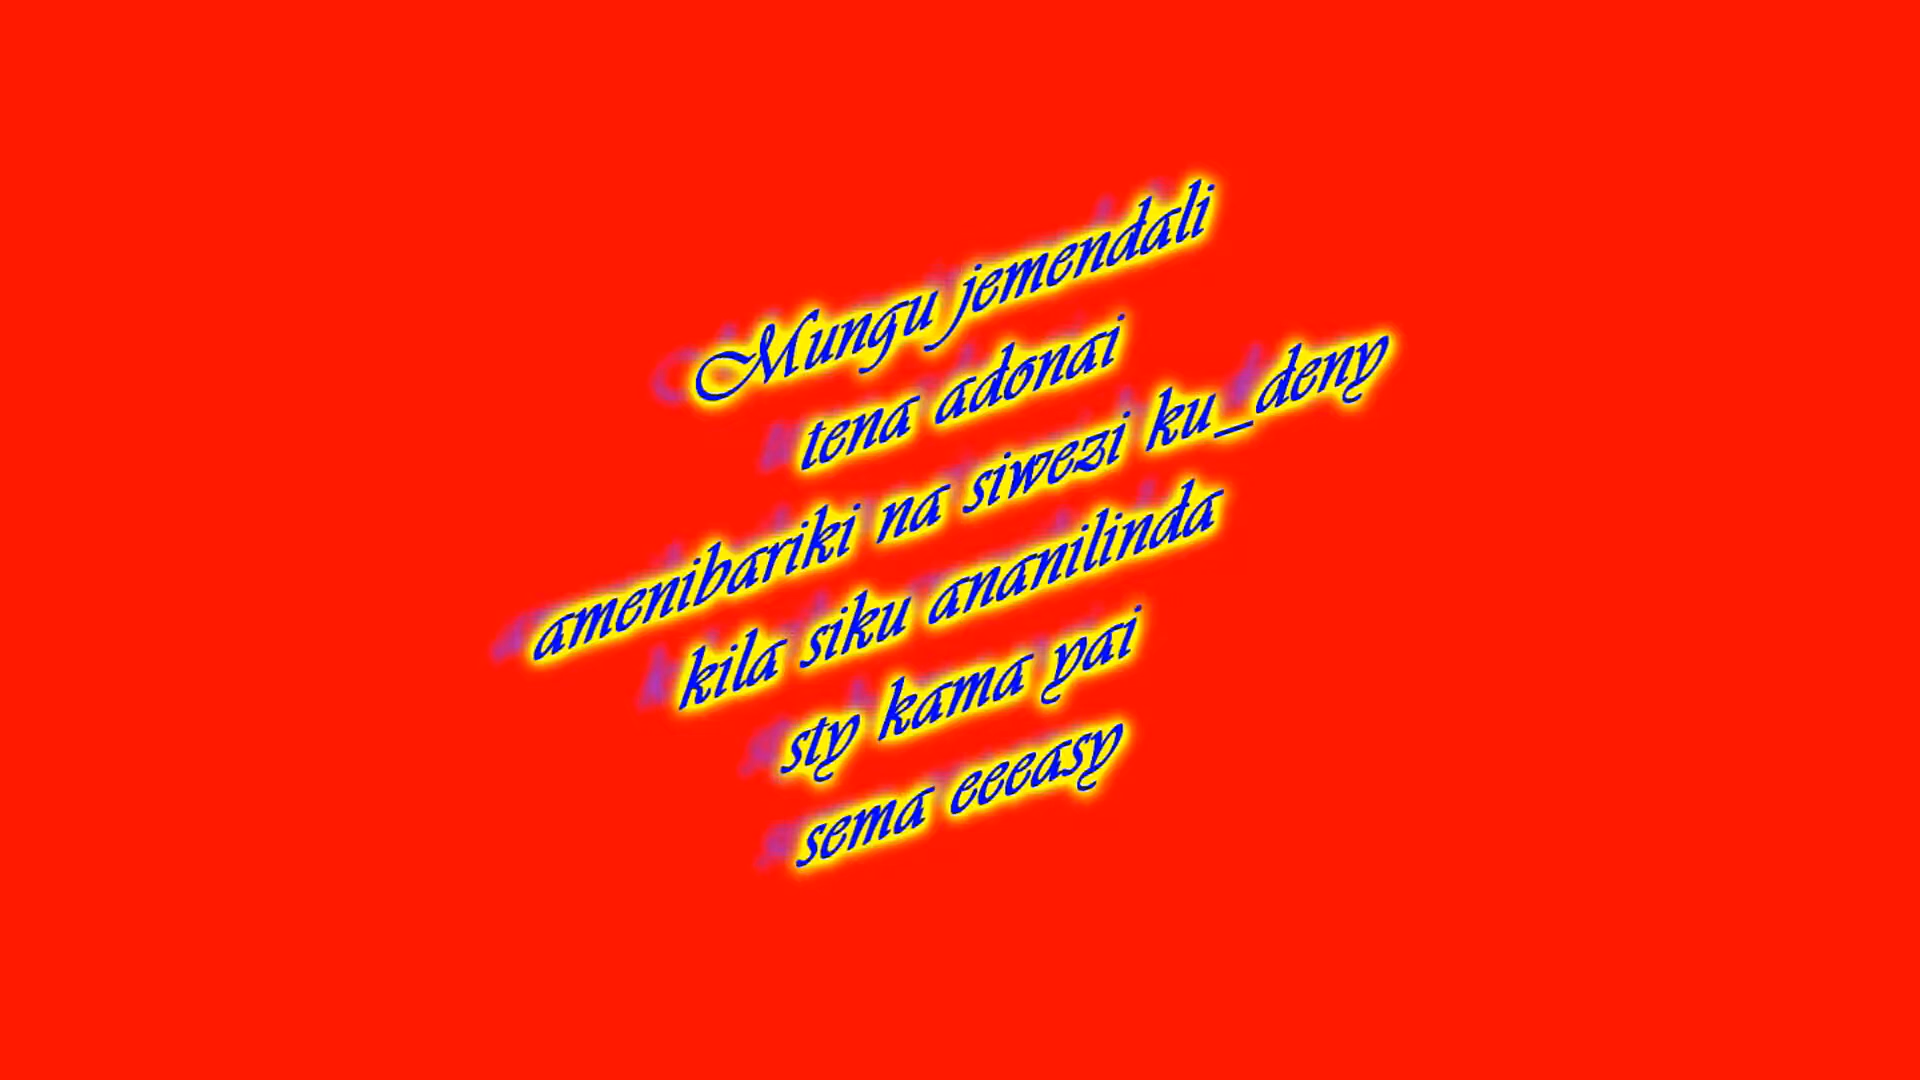 Mungu jemendali
tena adonai
amenibariki na siwezi ku_deny
kila siku ananilinda
sty kama yai
sema eeeasy